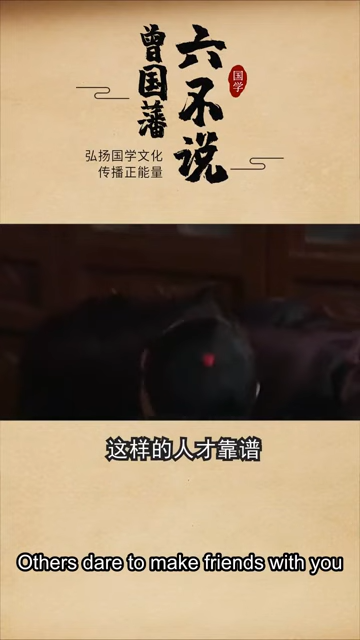 曾国藩
六不说
国学
弘扬国学文化
传播正能量
这样的人才靠谱
Others dare to make friends with you